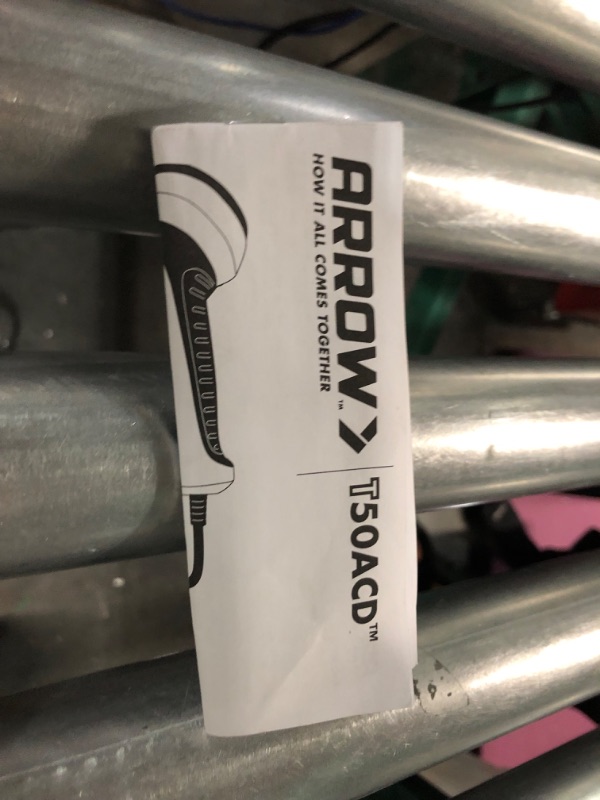 ARROW™
HOW IT ALL COMES TOGETHER
T50ACD™